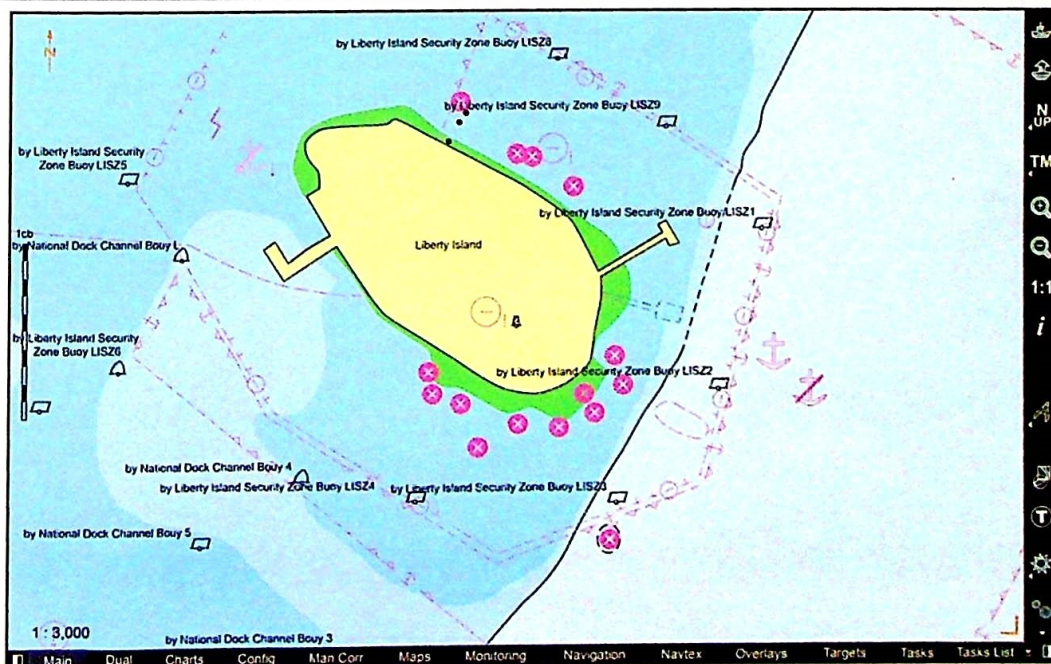 N
by Liberty Island Security Zone Buoy LISZ8
by Liberty Island Security Zone Buoy LISZ9
by Liberty Island Security
Zone Buoy LISZ5
by Liberty Island Security Zone Buoy LISZ1
1cb
by National Dock Channel Bouy
Liberty Island
by Liberty Island Security
Zone Buoy LISZ6
by Liberty Island Security Zone Buoy LISZ2
by National Dock Channel Bouy 4
by Liberty Island Security Zone Buoy LISZ4
by Liberty Island Security Zone Buoy LISZ3
by National Dock Channel Bouy 5
1 : 3,000
by National Dock Channel Bouy 3
N
UP
TM
1:1
i
T
Main Dual Charts Config Man Corr Maps Monitoring Navigation Navtex Overlays Targets Tasks Tasks List